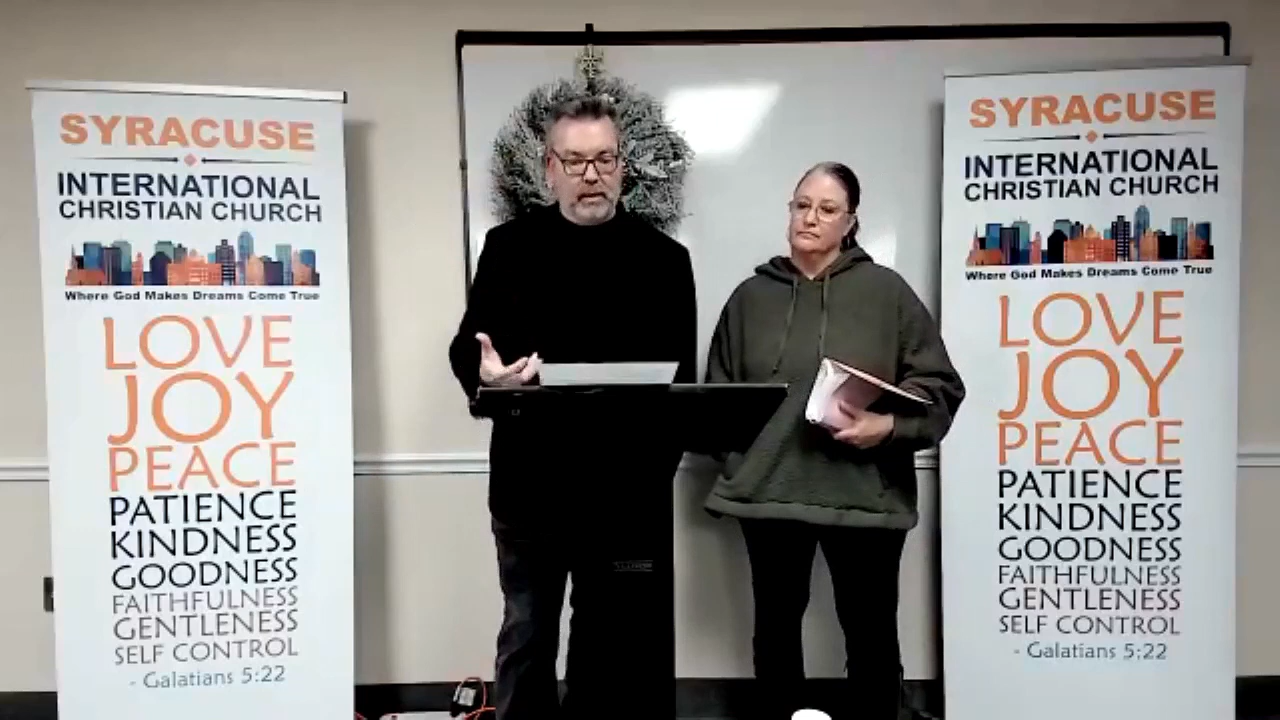 SYRACUSE
INTERNATIONAL
CHRISTIAN CHURCH
Where God Makes Dreams Come True
LOVE
JOY
PEACE
PATIENCE
KINDNESS
GOODNESS
FAITHFULNESS
GENTLENESS
SELF CONTROL
- Galatians 5:22
SYRACUSE
INTERNATIONAL
CHRISTIAN CHURCH
Where God Makes Dreams Come True
LOVE
JOY
PEACE
PATIENCE
KINDNESS
GOODNESS
FAITHFULNESS
GENTLENESS
SELF CONTROL
- Galatians 5:22